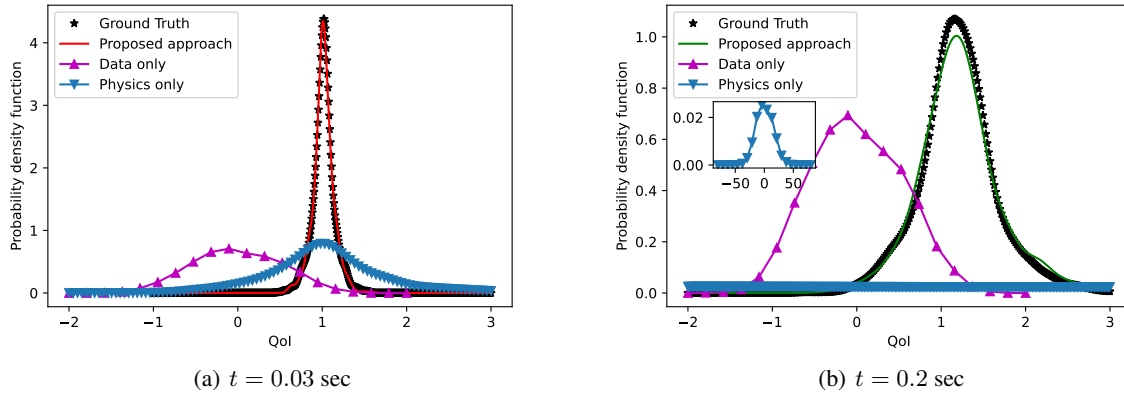 Ground Truth
Proposed approach
Data only
Physics only
Probability density function
4
3
2
1
0
−2 −1 0 1 2 3
QoI
(a) t = 0.03 sec
Ground Truth
Proposed approach
Data only
Physics only
Probability density function
1.0
0.8
0.6
0.4
0.2
0.0
0.02
0.00
−50 0 50
−2 −1 0 1 2 3
QoI
(b) t = 0.2 sec